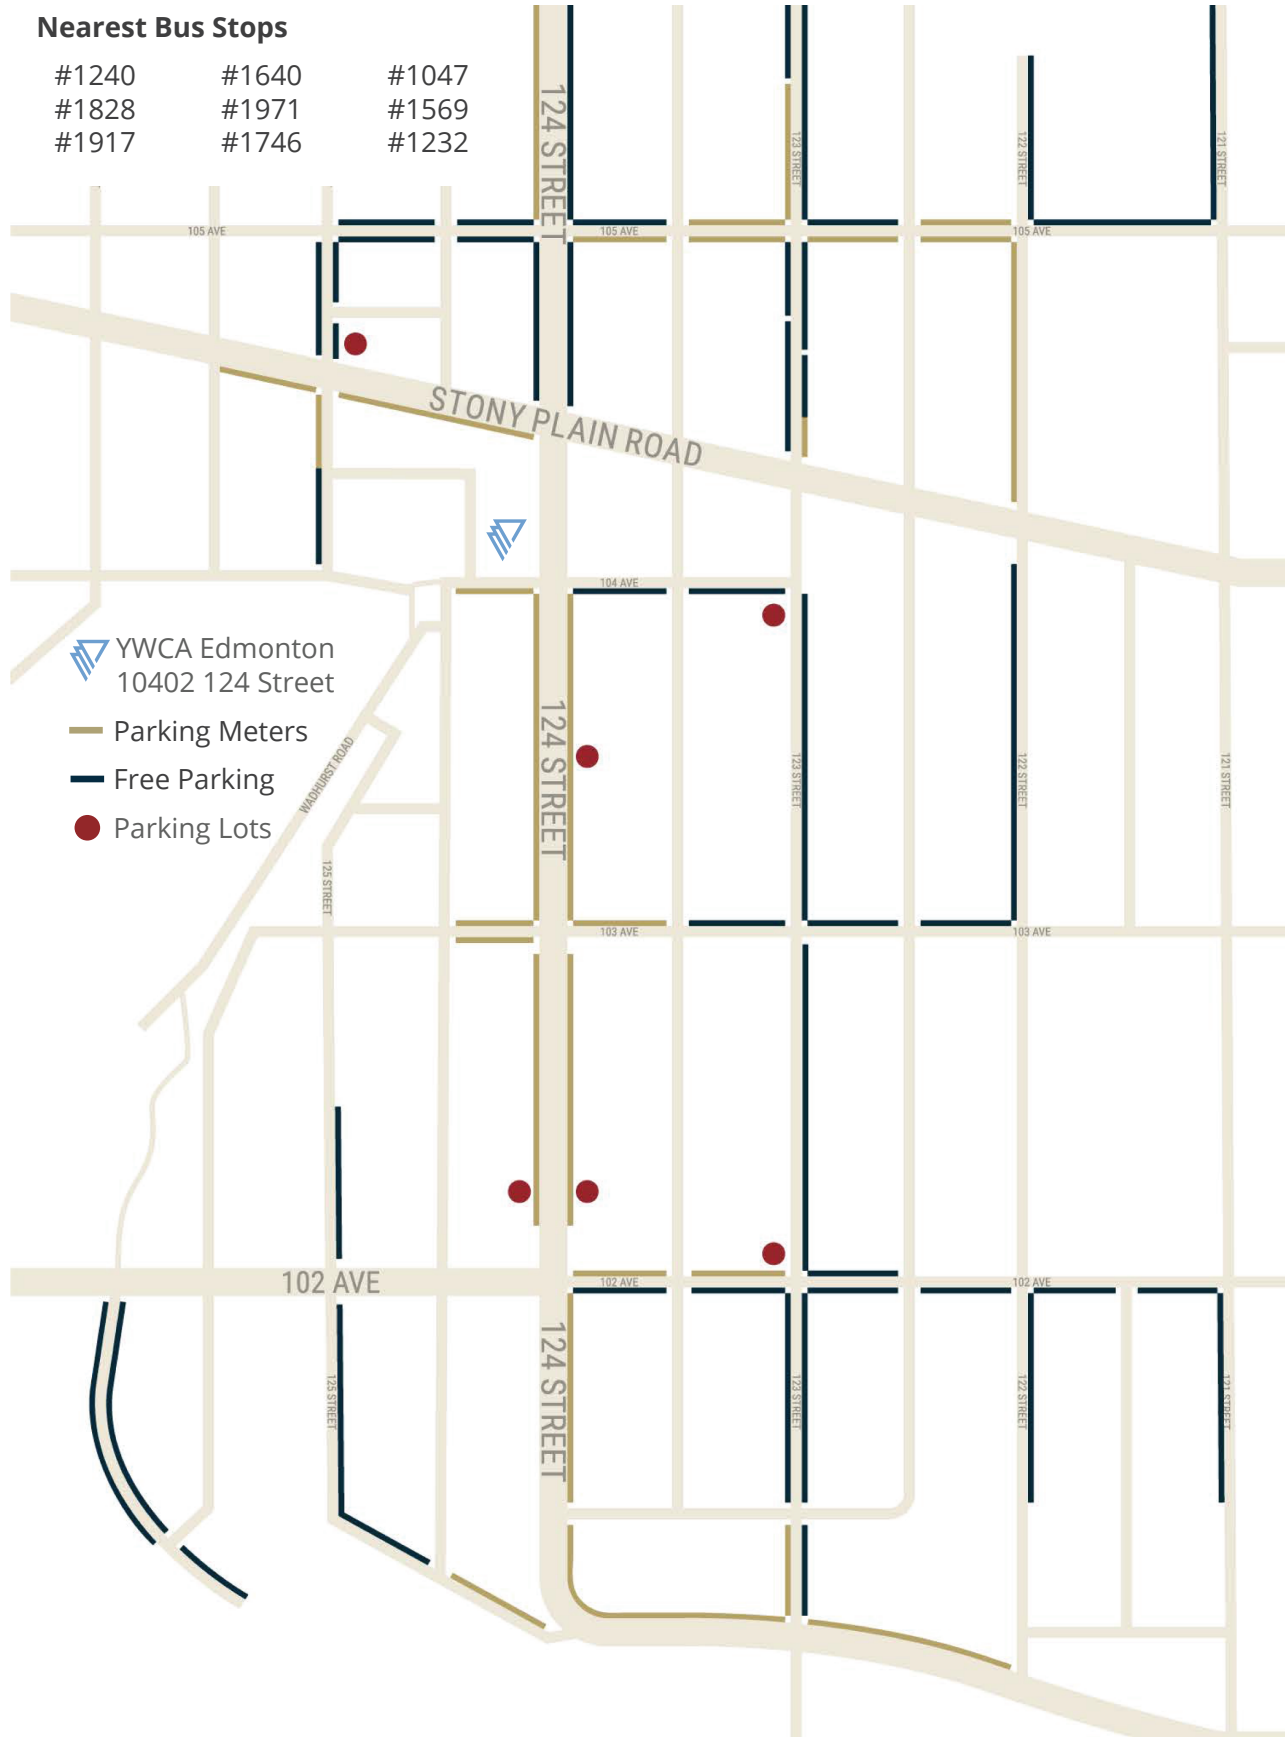 Nearest Bus Stops
#1240 #1640 #1047
#1828 #1971 #1569
#1917 #1746 #1232
124 STREET
123 STREET
122 STREET
121 STREET
105 AVE
105 AVE
105 AVE
STONY PLAIN ROAD
104 AVE
YWCA Edmonton
10402 124 Street
Parking Meters
Free Parking
Parking Lots
WADHURST ROAD
124 STREET
123 STREET
122 STREET
121 STREET
125 STREET
103 AVE
103 AVE
102 AVE
102 AVE
102 AVE
124 STREET
125 STREET
123 STREET
122 STREET
121 STREET